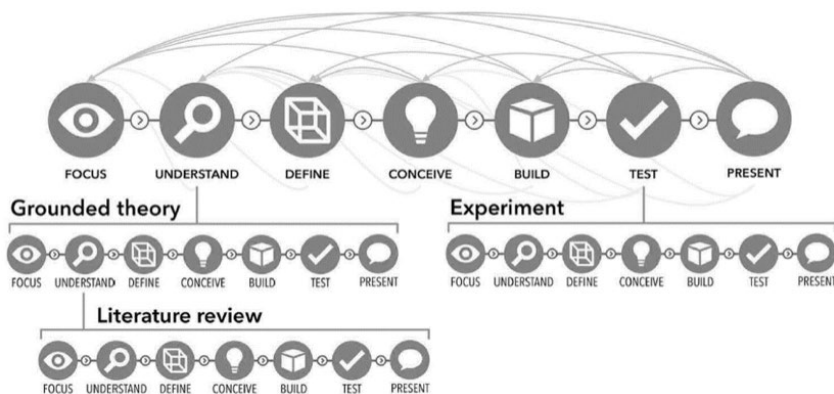 FOCUS UNDERSTAND DEFINE CONCEIVE BUILD TEST PRESENT
Grounded theory
FOCUS UNDERSTAND DEFINE CONCEIVE BUILD TEST PRESENT
Literature review
FOCUS UNDERSTAND DEFINE CONCEIVE BUILD TEST PRESENT
Experiment
FOCUS UNDERSTAND DEFINE CONCEIVE BUILD TEST PRESENT